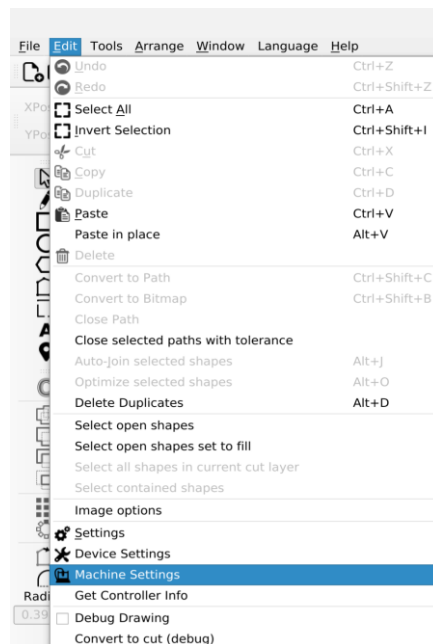 File Edit Tools Arrange Window Language Help
Undo Ctrl+Z
Redo Ctrl+Shift+Z
XPo
Select All Ctrl+A
YPo
Invert Selection Ctrl+Shift+I
Cut Ctrl+X
Copy Ctrl+C
Duplicate Ctrl+D
Paste Ctrl+V
Paste in place Alt+V
Delete
Convert to Path Ctrl+Shift+C
Convert to Bitmap Ctrl+Shift+B
Close Path
Close selected paths with tolerance
Auto-Join selected shapes Alt+J
Optimize selected shapes Alt+O
Delete Duplicates Alt+D
Select open shapes
Select open shapes set to fill
Select all shapes in current cut layer
Select contained shapes
Image options
Settings
Device Settings
Machine Settings
Radi
Get Controller Info
0.39
Debug Drawing
Convert to cut (debug)